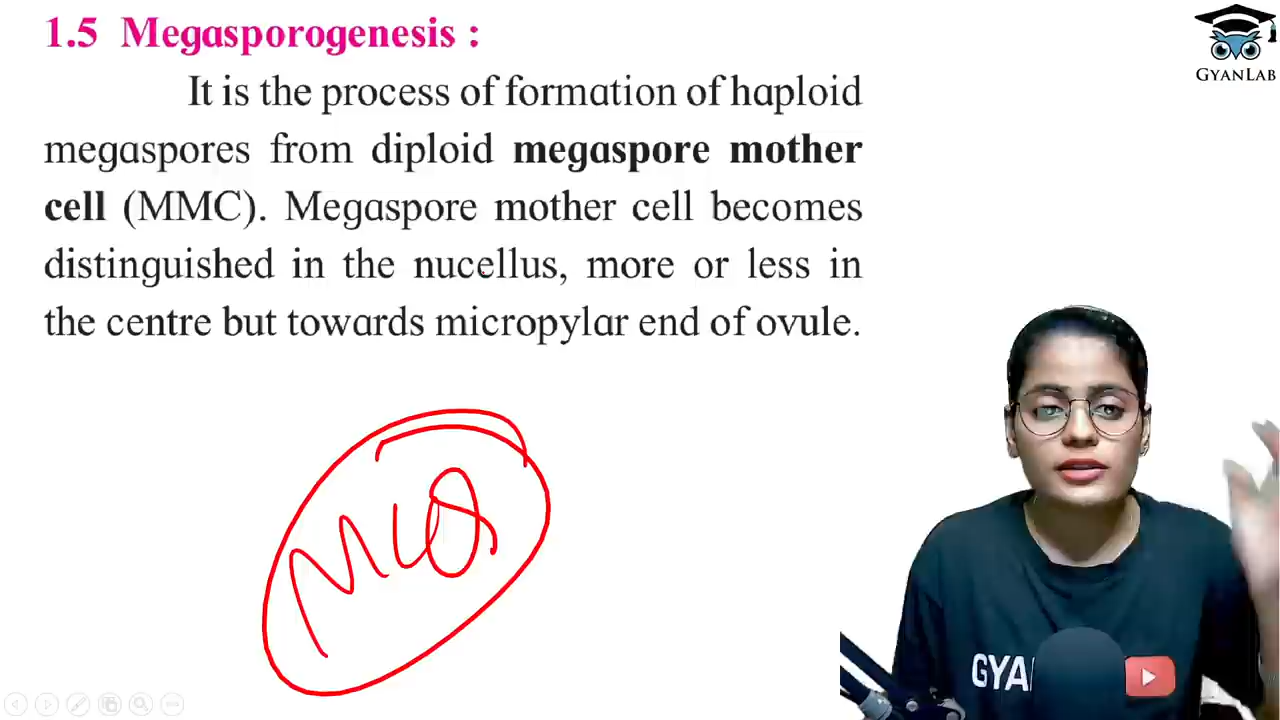 1.5 Megasporogenesis :
GYANLAB
It is the process of formation of haploid
megaspores from diploid megaspore mother
cell (MMC). Megaspore mother cell becomes
distinguished in the nucellus, more or less in
the centre but towards micropylar end of ovule.
MCQ
GYA